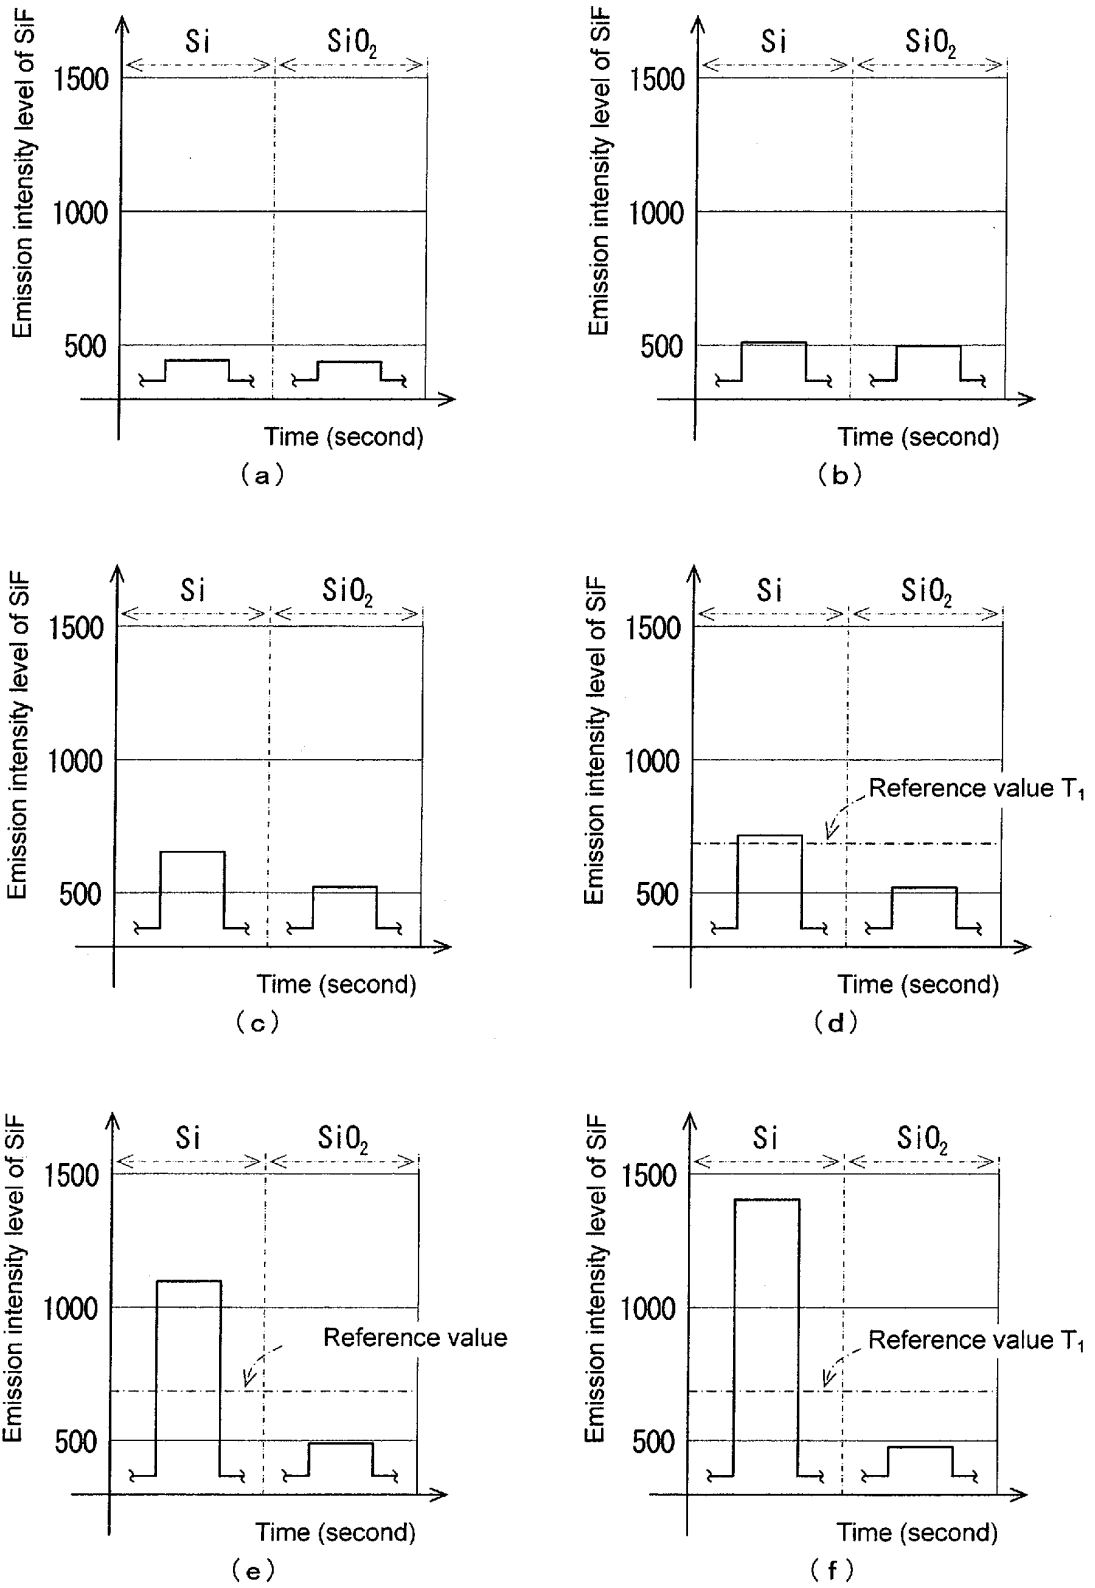 Emission intensity level of SiF
Si
SiO₂
1500
1000
500
Time (second)
(a)
Emission intensity level of SiF
Si
SiO₂
1500
1000
500
Time (second)
(b)
Emission intensity level of SiF
Si
SiO₂
1500
1000
500
Time (second)
(c)
Emission intensity level of SiF
Si
SiO₂
1500
1000
Reference value T₁
500
Time (second)
(d)
Emission intensity level of SiF
Si
SiO₂
1500
1000
Reference value
500
Time (second)
(e)
Emission intensity level of SiF
Si
SiO₂
1500
1000
Reference value T₁
500
Time (second)
(f)